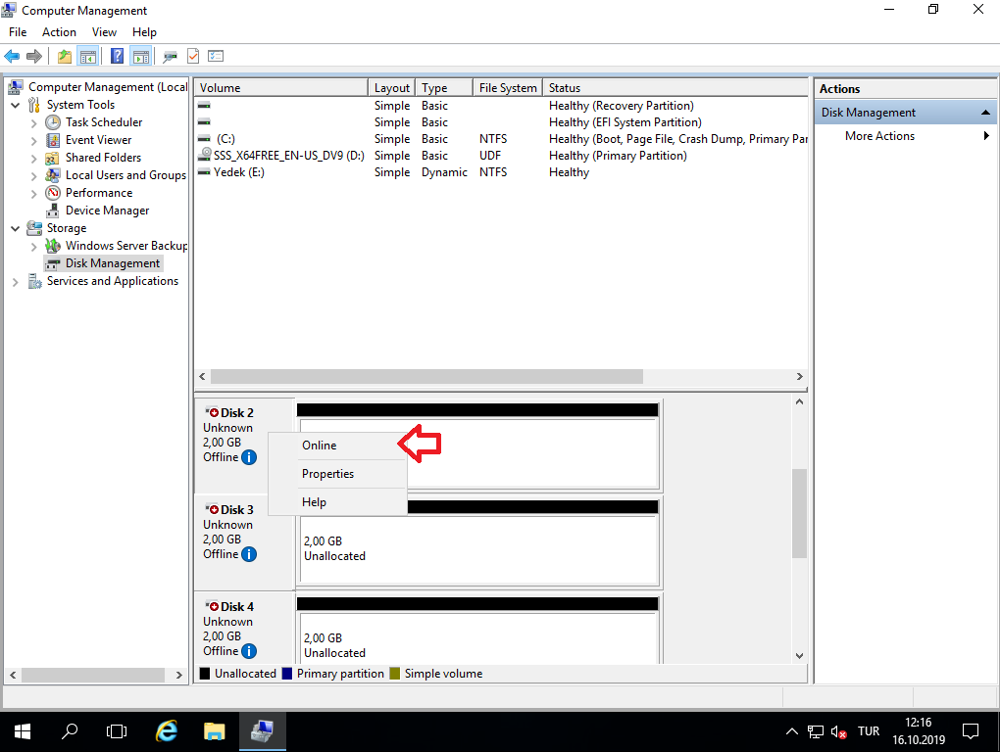 Computer Management
File Action View Help
Computer Management (Local
System Tools
Task Scheduler
Event Viewer
Shared Folders
Local Users and Groups
Performance
Device Manager
Storage
Windows Server Backup
Disk Management
Services and Applications
Volume Layout Type File System Status
Simple Basic Healthy (Recovery Partition)
Simple Basic Healthy (EFI System Partition)
(C:) Simple Basic NTFS Healthy (Boot, Page File, Crash Dump, Primary Par
SSS_X64FREE_EN-US_DV9 (D:) Simple Basic UDF Healthy (Primary Partition)
Yedek (E:) Simple Dynamic NTFS Healthy
Disk 2
Unknown
2,00 GB
Offline
Online
Properties
Help
Disk 3
Unknown
2,00 GB
Offline
2,00 GB
Unallocated
Disk 4
Unknown
2,00 GB
Offline
2,00 GB
Unallocated
Unallocated Primary partition Simple volume
Actions
Disk Management
More Actions
TUR
12:16
16.10.2019